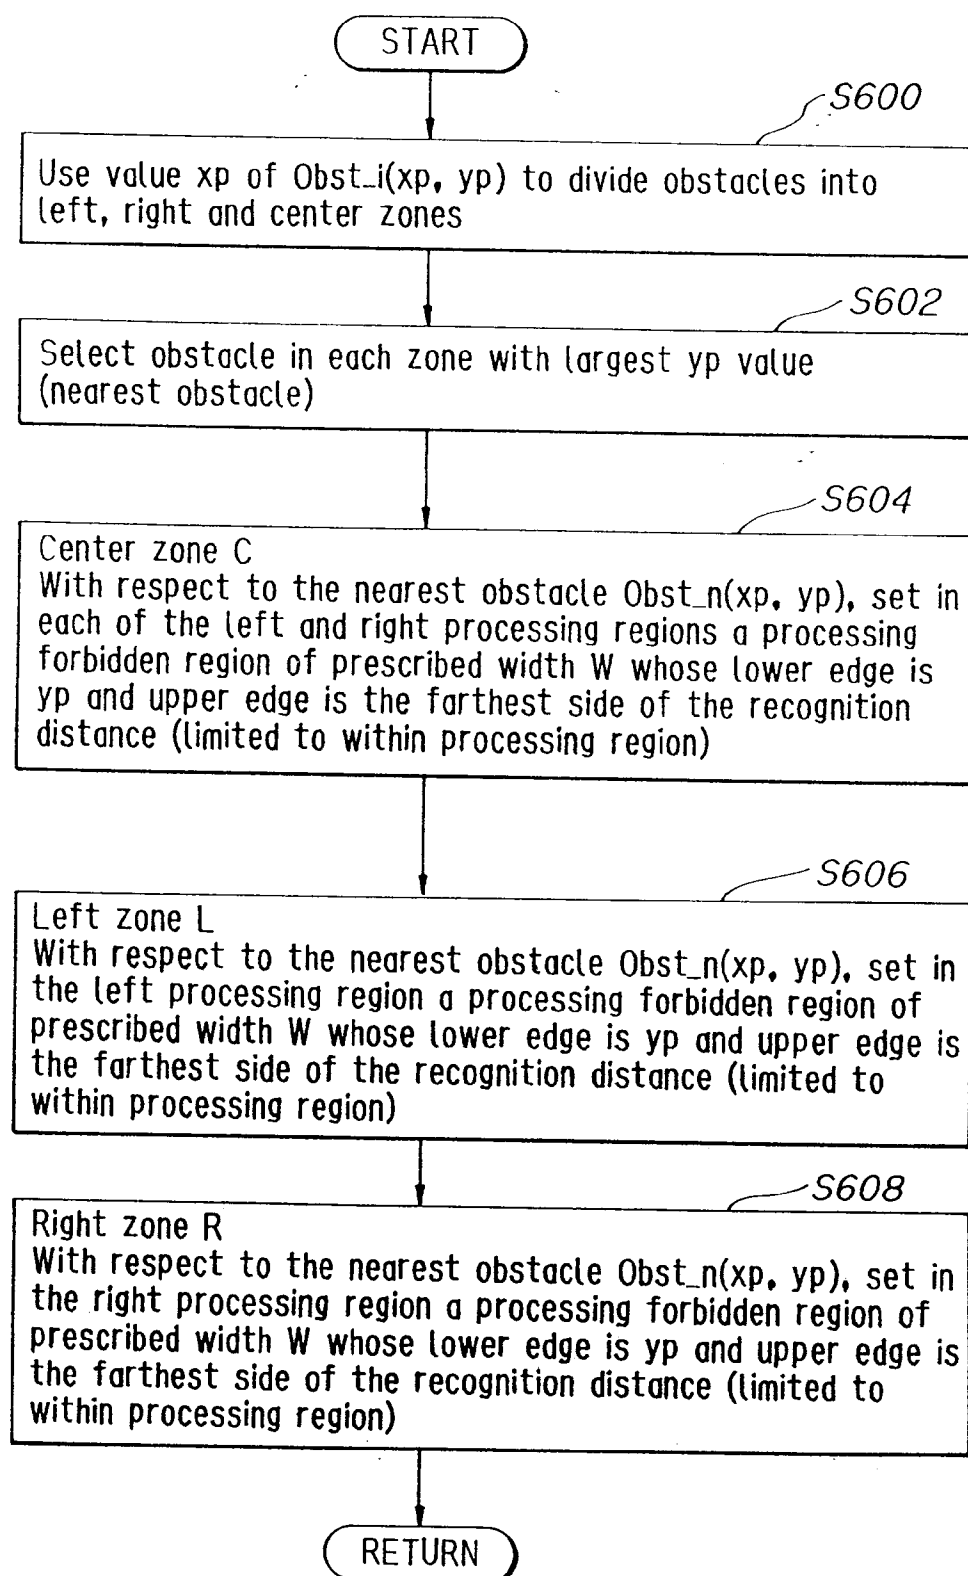 START
S600
Use value xp of Obst_i(xp, yp) to divide obstacles into
left, right and center zones
S602
Select obstacle in each zone with largest yp value
(nearest obstacle)
S604
Center zone C
With respect to the nearest obstacle Obst_n(xp, yp), set in
each of the left and right processing regions a processing
forbidden region of prescribed width W whose lower edge is
yp and upper edge is the farthest side of the recognition
distance (limited to within processing region)
S606
Left zone L
With respect to the nearest obstacle Obst_n(xp, yp), set in
the left processing region a processing forbidden region of
prescribed width W whose lower edge is yp and upper edge is
the farthest side of the recognition distance (limited to
within processing region)
S608
Right zone R
With respect to the nearest obstacle Obst_n(xp, yp), set in
the right processing region a processing forbidden region of
prescribed width W whose lower edge is yp and upper edge is
the farthest side of the recognition distance (limited to
within processing region)
RETURN